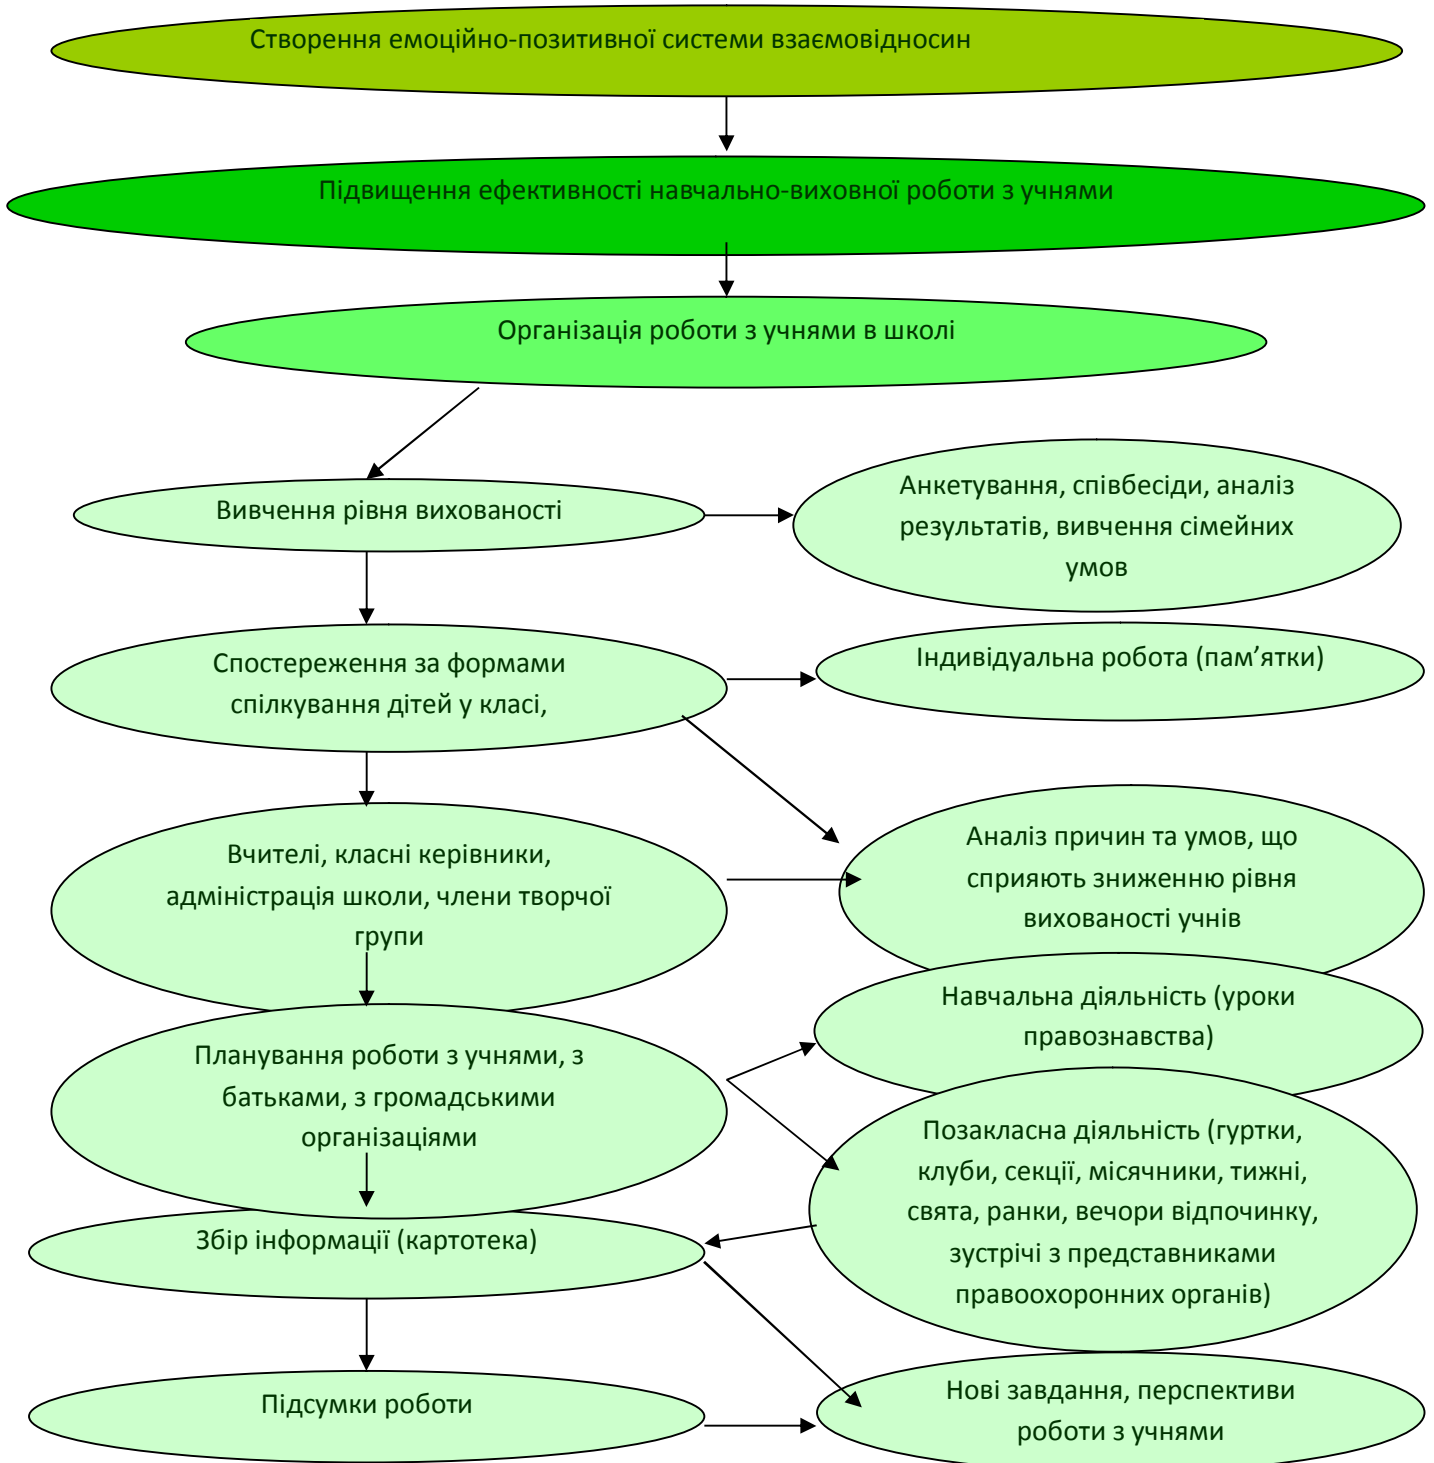 Створення емоційно-позитивної системи взаємовідносин
Підвищення ефективності навчально-виховної роботи з учнями
Організація роботи з учнями в школі
Вивчення рівня вихованості
Анкетування, співбесіди, аналіз
результатів, вивчення сімейних
умов
Спостереження за формами
спілкування дітей у класі,
Індивідуальна робота (пам’ятки)
Вчителі, класні керівники,
адміністрація школи, члени творчої
групи
Аналіз причин та умов, що
сприяють зниженню рівня
вихованості учнів
Навчальна діяльність (уроки
правознавства)
Планування роботи з учнями, з
батьками, з громадськими
організаціями
Позакласна діяльність (гуртки,
клуби, секції, місячники, тижні,
свята, ранки, вечори відпочинку,
зустрічі з представниками
правоохоронних органів)
Збір інформації (картотека)
Підсумки роботи
Нові завдання, перспективи
роботи з учнями